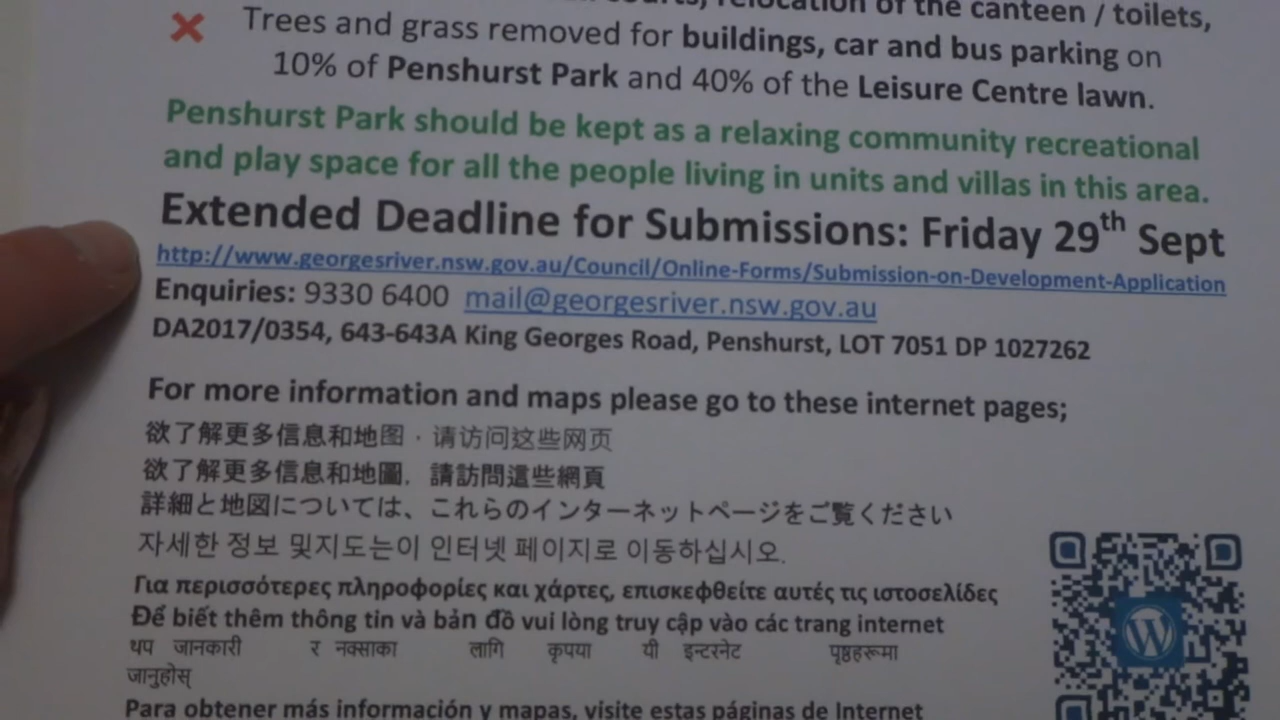 relocation of the canteen / toilets,
Trees and grass removed for buildings, car and bus parking on
10% of Penshurst Park and 40% of the Leisure Centre lawn.
Penshurst Park should be kept as a relaxing community recreational
and play space for all the people living in units and villas in this area.
Extended Deadline for Submissions: Friday 29th Sept
http://www.georgesriver.nsw.gov.au/Council/Online-Forms/Submission-on-Development-Application
Enquiries: 9330 6400 mail@georgesriver.nsw.gov.au
DA2017/0354, 643-643A King Georges Road, Penshurst, LOT 7051 DP 1027262
For more information and maps please go to these internet pages;
欲了解更多信息和地图，请访问这些网页
欲了解更多信息和地圖，請訪問這些網頁
詳細と地図については、これらのインターネットページをご覧ください
자세한 정보 및지도는이 인터넷 페이지로 이동하십시오.
Για περισσότερες πληροφορίες και χάρτες, επισκεφθείτε αυτές τις ιστοσελίδες
Để biết thêm thông tin và bản đồ vui lòng truy cập vào các trang internet
थप जानकारी र नक्साका लागि कृपया यी इन्टरनेट पृष्ठहरूमा
जानुहोस्
Para obtener más información y mapas, visite estas páginas de Internet